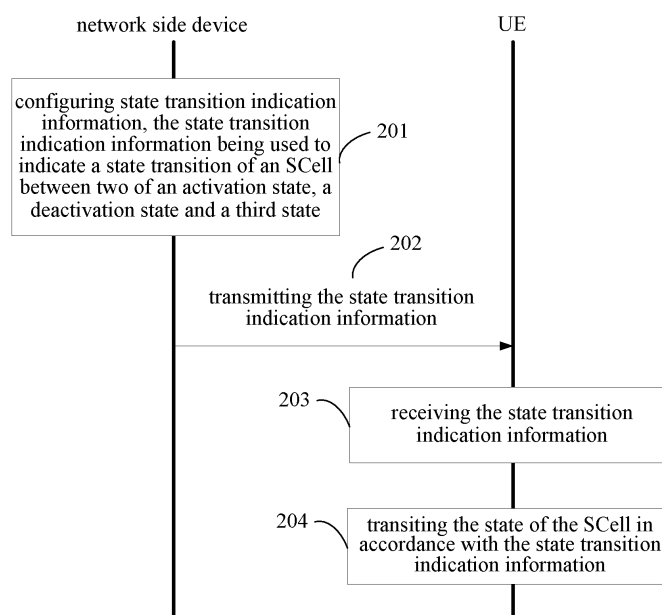 network side device
UE
configuring state transition indication
information, the state transition
indication information being used to
indicate a state transition of an SCell
between two of an activation state, a
deactivation state and a third state
201
202
transmitting the state transition
indication information
203
receiving the state transition
indication information
204
transiting the state of the SCell in
accordance with the state transition
indication information